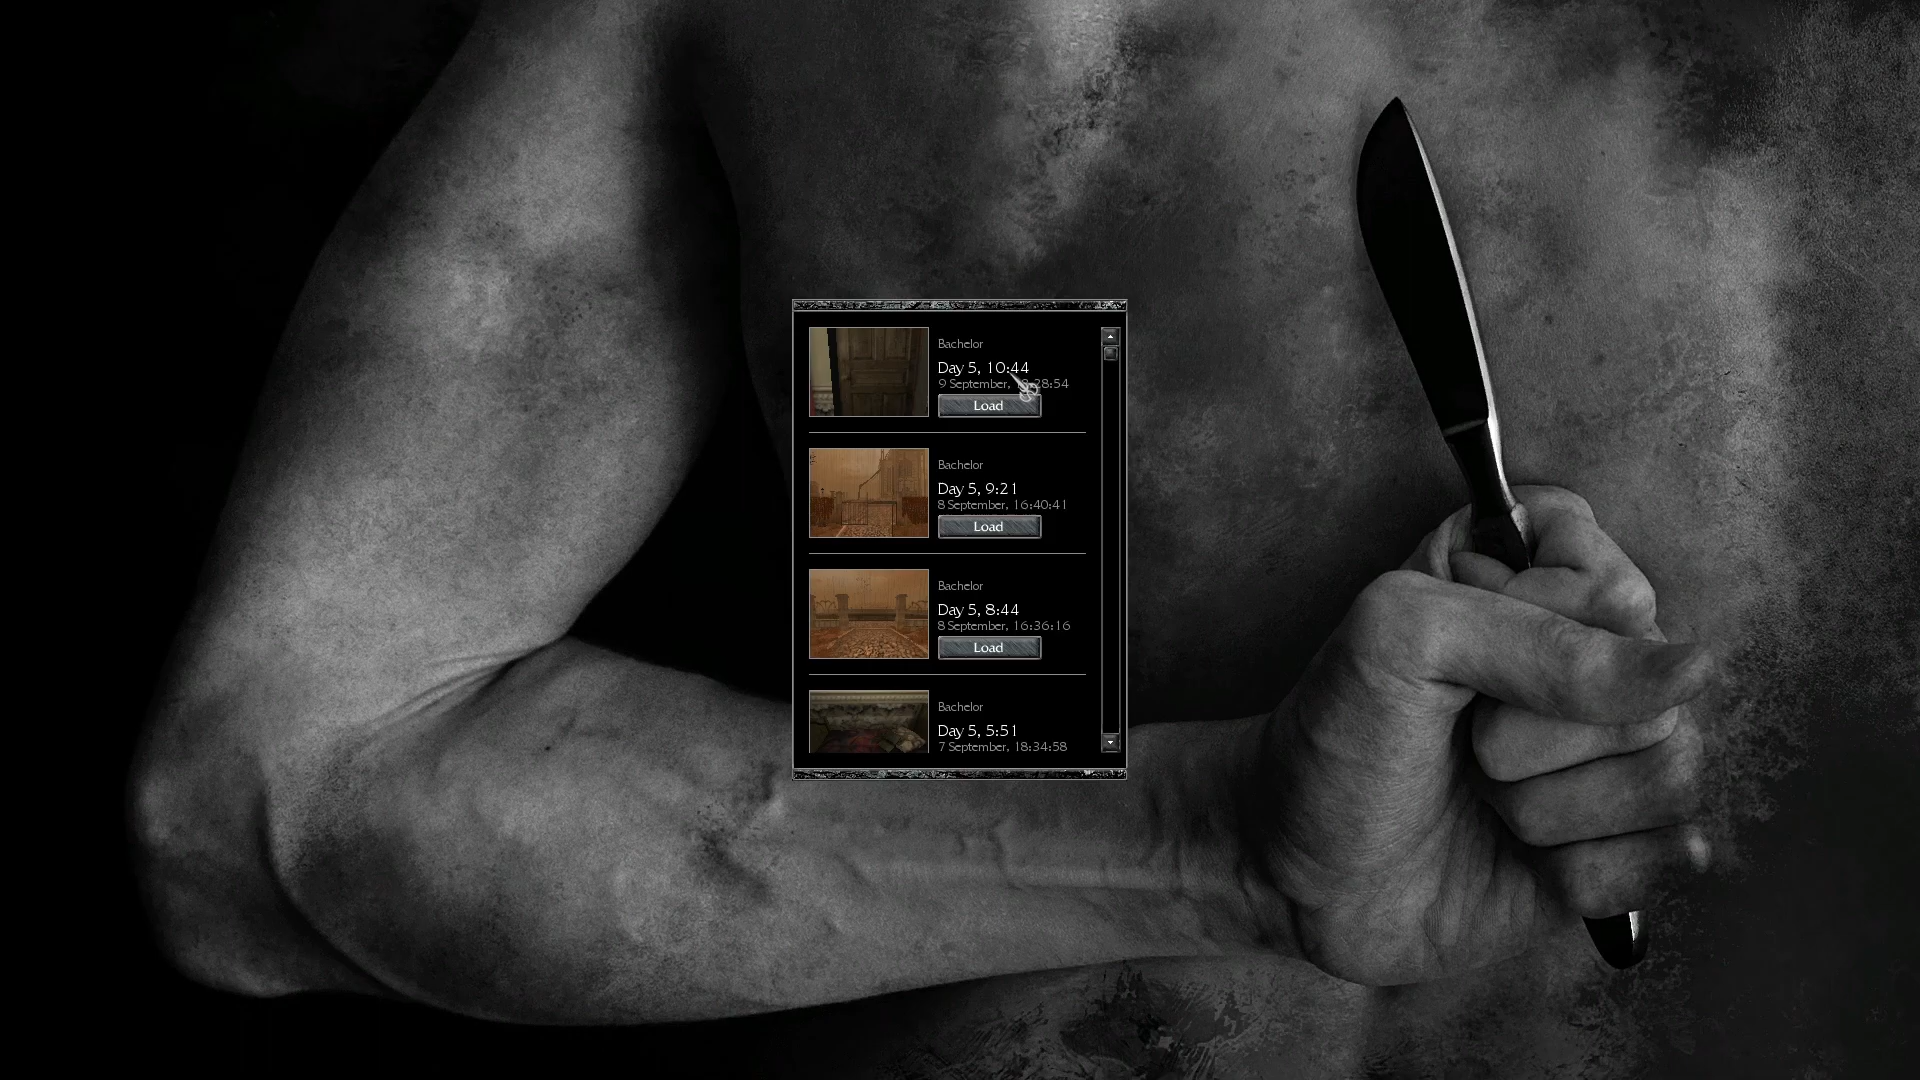 Bachelor
Day 5, 10:44
9 September, :28:54
Load
Bachelor
Day 5, 9:21
8 September, 16:40:41
Load
Bachelor
Day 5, 8:44
8 September, 16:36:16
Load
Bachelor
Day 5, 5:51
7 September, 18:34:58